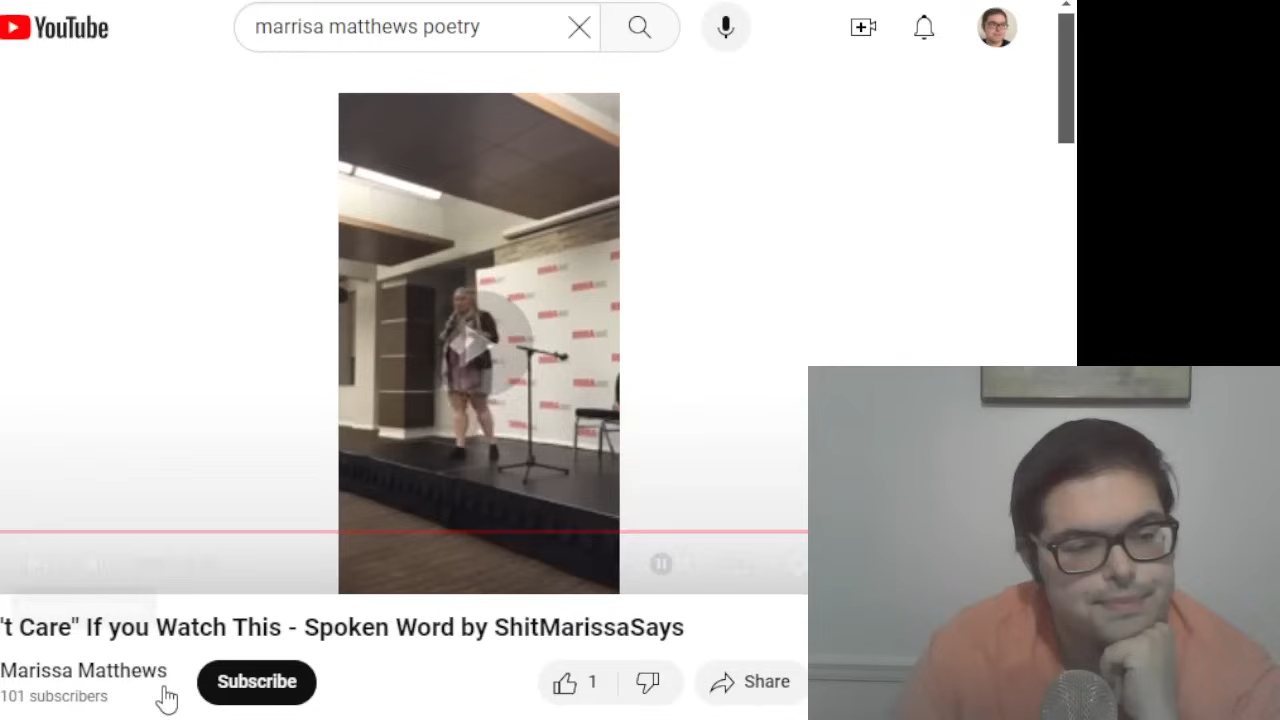 YouTube
marrisa matthews poetry
't Care" If you Watch This - Spoken Word by ShitMarissaSays
Marissa Matthews
101 subscribers
Subscribe
1
Share